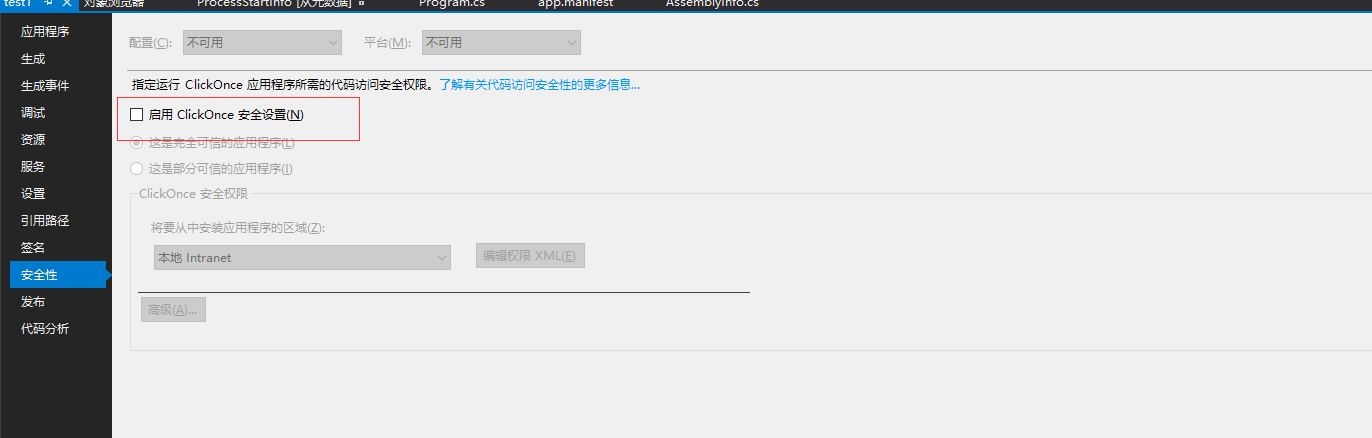 test1 对象浏览器 ProcessStartInfo [从元数据] Program.cs app.manifest AssemblyInfo.cs
应用程序
生成
生成事件
调试
资源
服务
设置
引用路径
签名
安全性
发布
代码分析
配置(C): 不可用 平台(M): 不可用
指定运行 ClickOnce 应用程序所需的代码访问安全权限。了解有关代码访问安全性的更多信息...
启用 ClickOnce 安全设置(N)
这是完全可信的应用程序(L)
这是部分可信的应用程序(I)
ClickOnce 安全权限
将要从中安装应用程序的区域(Z):
本地 Intranet 编辑权限 XML(E)
高级(A)...